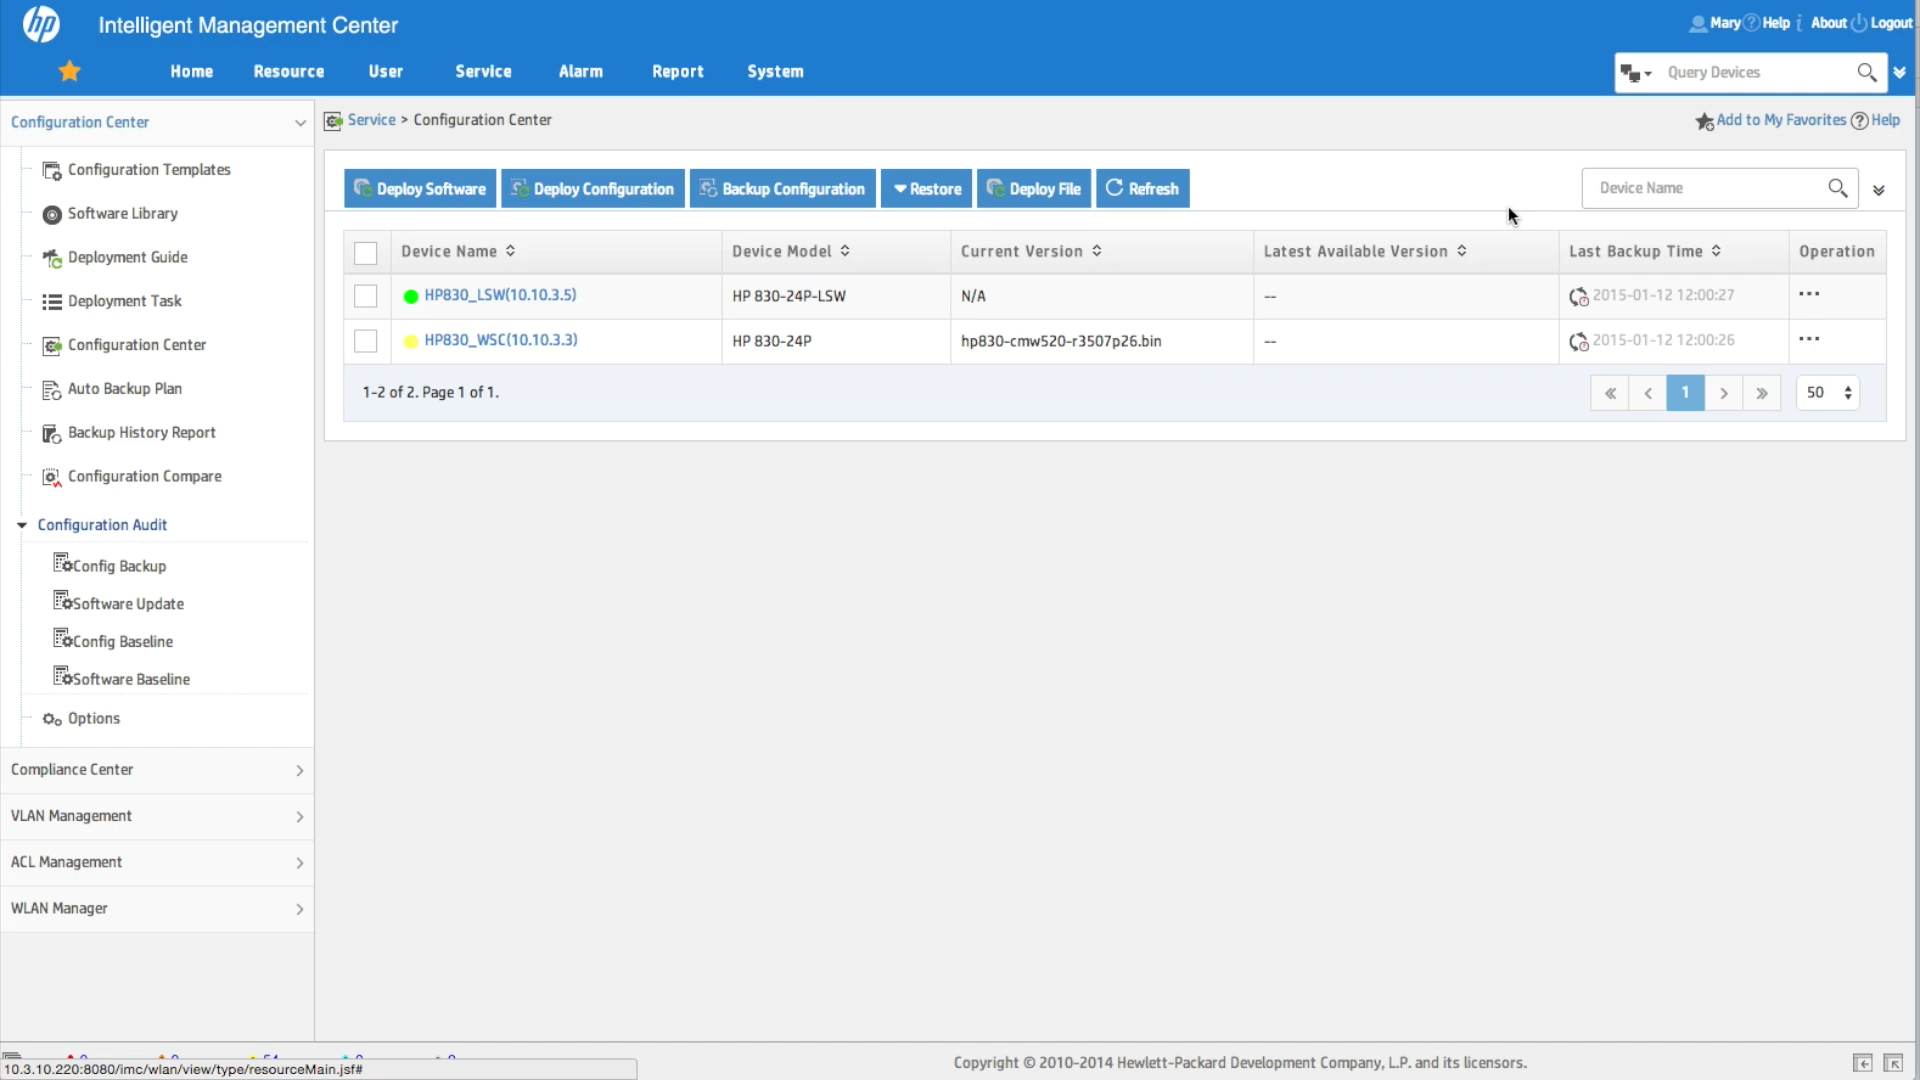 hp Intelligent Management Center
Mary Help About Logout
Home Resource User Service Alarm Report System
Query Devices
Configuration Center
Service > Configuration Center
Add to My Favorites Help
Configuration Templates
Software Library
Deployment Guide
Deployment Task
Configuration Center
Auto Backup Plan
Backup History Report
Configuration Compare
Configuration Audit
Config Backup
Software Update
Config Baseline
Software Baseline
Options
Compliance Center
VLAN Management
ACL Management
WLAN Manager
Deploy Software Deploy Configuration Backup Configuration Restore Deploy File Refresh
Device Name
Device Name Device Model Current Version Latest Available Version Last Backup Time Operation
HP830_LSW(10.10.3.5) HP 830-24P-LSW N/A -- 2015-01-12 12:00:27 ...
HP830_WSC(10.10.3.3) HP 830-24P hp830-cmw520-r3507p26.bin -- 2015-01-12 12:00:26 ...
1-2 of 2. Page 1 of 1.
« < 1 > » 50
10.3.10.220:8080/imc/wlan/view/type/resourceMain.jsf#
Copyright © 2010-2014 Hewlett-Packard Development Company, L.P. and its licensors.